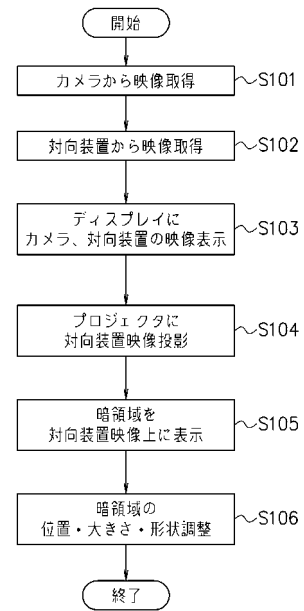 開始
カメラから映像取得
S101
対向装置から映像取得
S102
ディスプレイに
カメラ、対向装置の映像表示
S103
プロジェクタに
対向装置映像投影
S104
暗領域を
対向装置映像上に表示
S105
暗領域の
位置・大きさ・形状調整
S106
終了